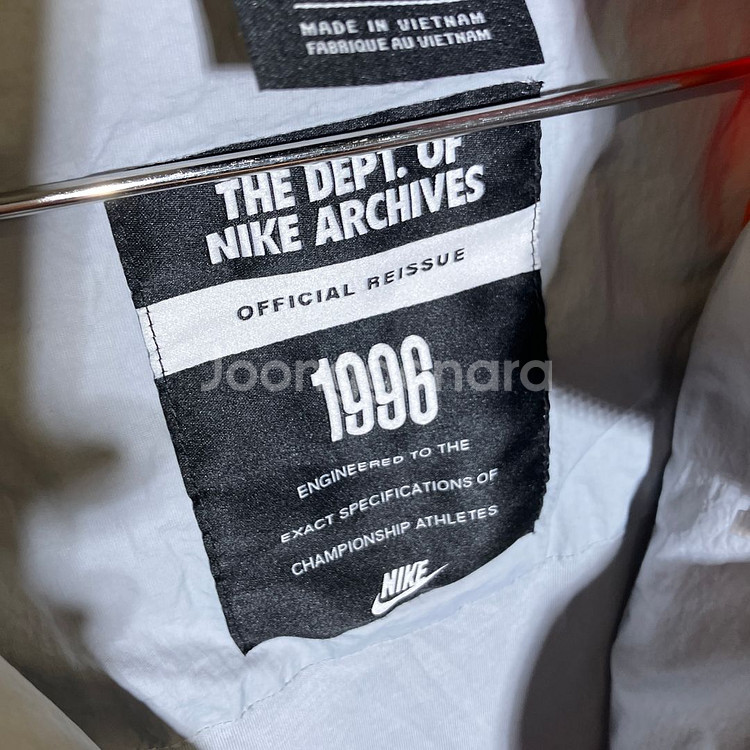 MADE IN VIETNAM
FABRIQUE AU VIETNAM
THE DEPT. OF
NIKE ARCHIVES
OFFICIAL REISSUE
1996
ENGINEERED TO THE
EXACT SPECIFICATIONS OF
CHAMPIONSHIP ATHLETES
NIKE